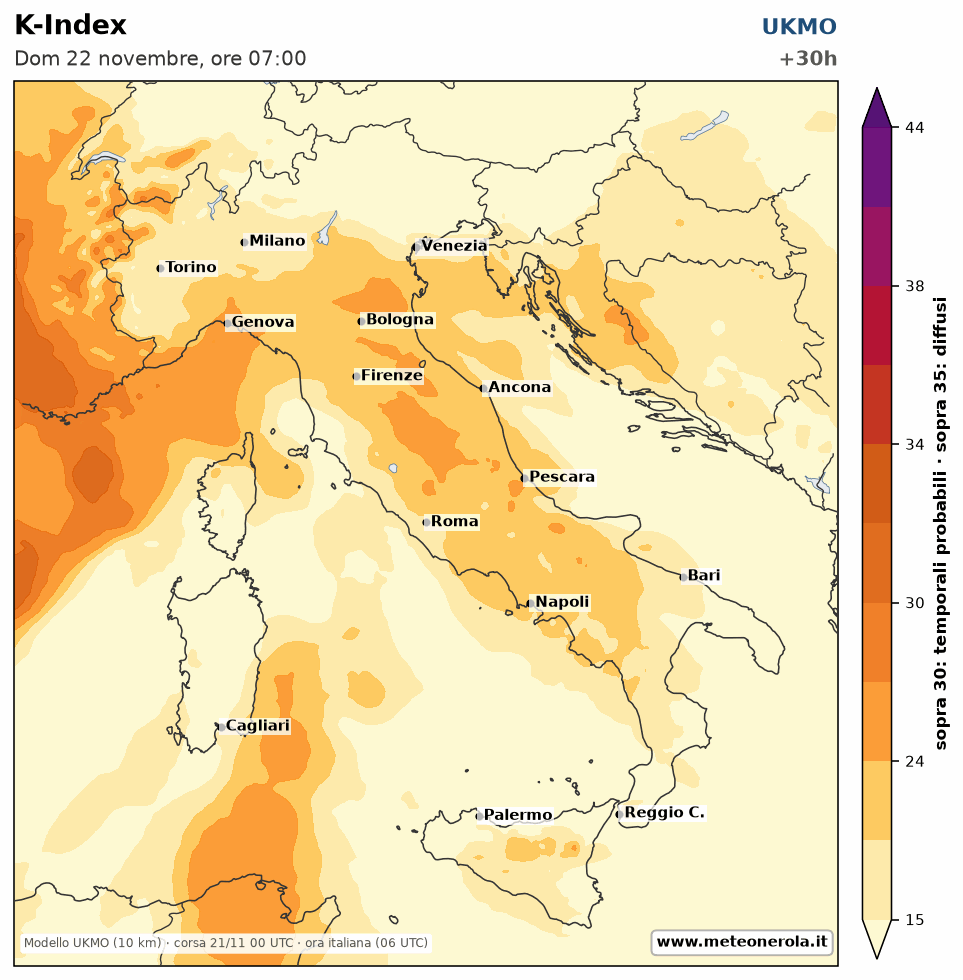 K-Index
UKMO
Dom 22 novembre, ore 07:00
+30h
Milano
Venezia
Torino
Genova
Bologna
Firenze
Ancona
Pescara
Roma
Bari
Napoli
Cagliari
Palermo
Reggio C.
44
38
34
30
24
15
sopra 30: temporali probabili · sopra 35: diffusi
Modello UKMO (10 km) · corsa 21/11 00 UTC · ora italiana (06 UTC)
www.meteonerola.it